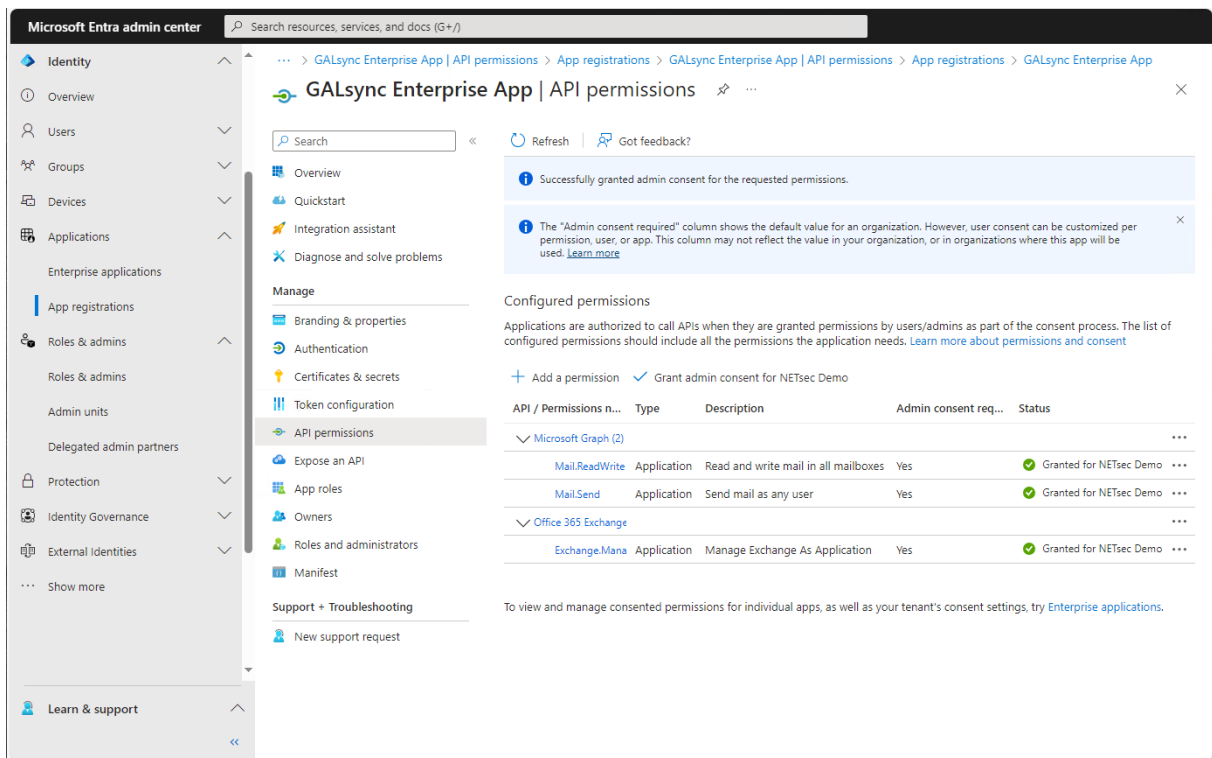 Microsoft Entra admin center
Search resources, services, and docs (G+/)
Identity
Overview
Users
Groups
Devices
Applications
Enterprise applications
App registrations
Roles & admins
Roles & admins
Admin units
Delegated admin partners
Protection
Identity Governance
External Identities
··· Show more
Learn & support
«
··· > GALsync Enterprise App | API permissions > App registrations > GALsync Enterprise App | API permissions > App registrations > GALsync Enterprise App
GALsync Enterprise App | API permissions ···
Search «
Overview
Quickstart
Integration assistant
Diagnose and solve problems
Manage
Branding & properties
Authentication
Certificates & secrets
Token configuration
API permissions
Expose an API
App roles
Owners
Roles and administrators
Manifest
Support + Troubleshooting
New support request
Refresh Got feedback?
Successfully granted admin consent for the requested permissions.
The "Admin consent required" column shows the default value for an organization. However, user consent can be customized per
permission, user, or app. This column may not reflect the value in your organization, or in organizations where this app will be
used. Learn more
Configured permissions
Applications are authorized to call APIs when they are granted permissions by users/admins as part of the consent process. The list of
configured permissions should include all the permissions the application needs. Learn more about permissions and consent
Add a permission Grant admin consent for NETsec Demo
API / Permissions n... Type Description Admin consent req... Status
Microsoft Graph (2) ···
Mail.ReadWrite Application Read and write mail in all mailboxes Yes Granted for NETsec Demo ···
Mail.Send Application Send mail as any user Yes Granted for NETsec Demo ···
Office 365 Exchange ···
Exchange.Mana Application Manage Exchange As Application Yes Granted for NETsec Demo ···
To view and manage consented permissions for individual apps, as well as your tenant's consent settings, try Enterprise applications.